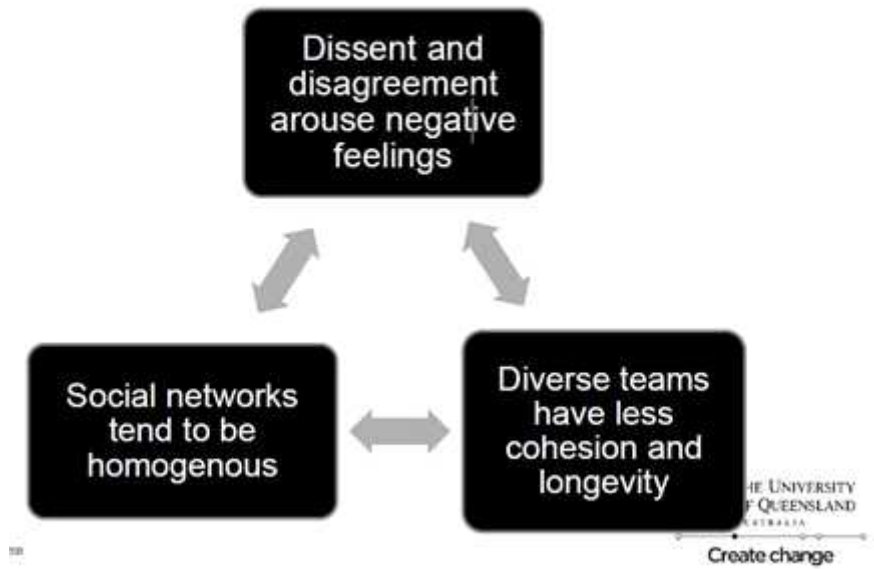 Dissent and
disagreement
arouse negative
feelings
Social networks
tend to be
homogenous
Diverse teams
have less
cohesion and
longevity
HE UNIVERSITY
F QUEENSLAND
Create change